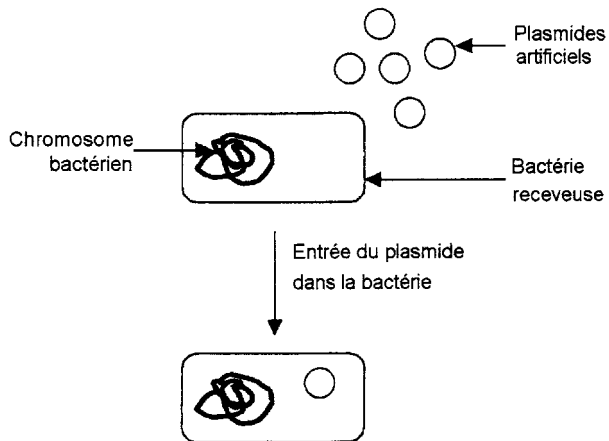 Plasmides
artificiels
Chromosome
bactérien
Bactérie
receveuse
Entrée du plasmide
dans la bactérie